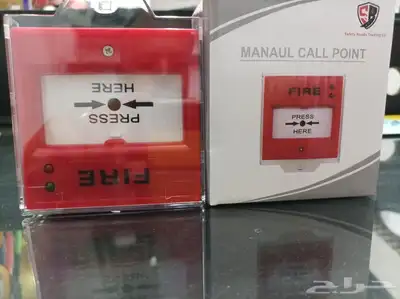 HERE
PRESS
FIRE
MANAUL CALL POINT
FIRE
PRESS
HERE
حراج